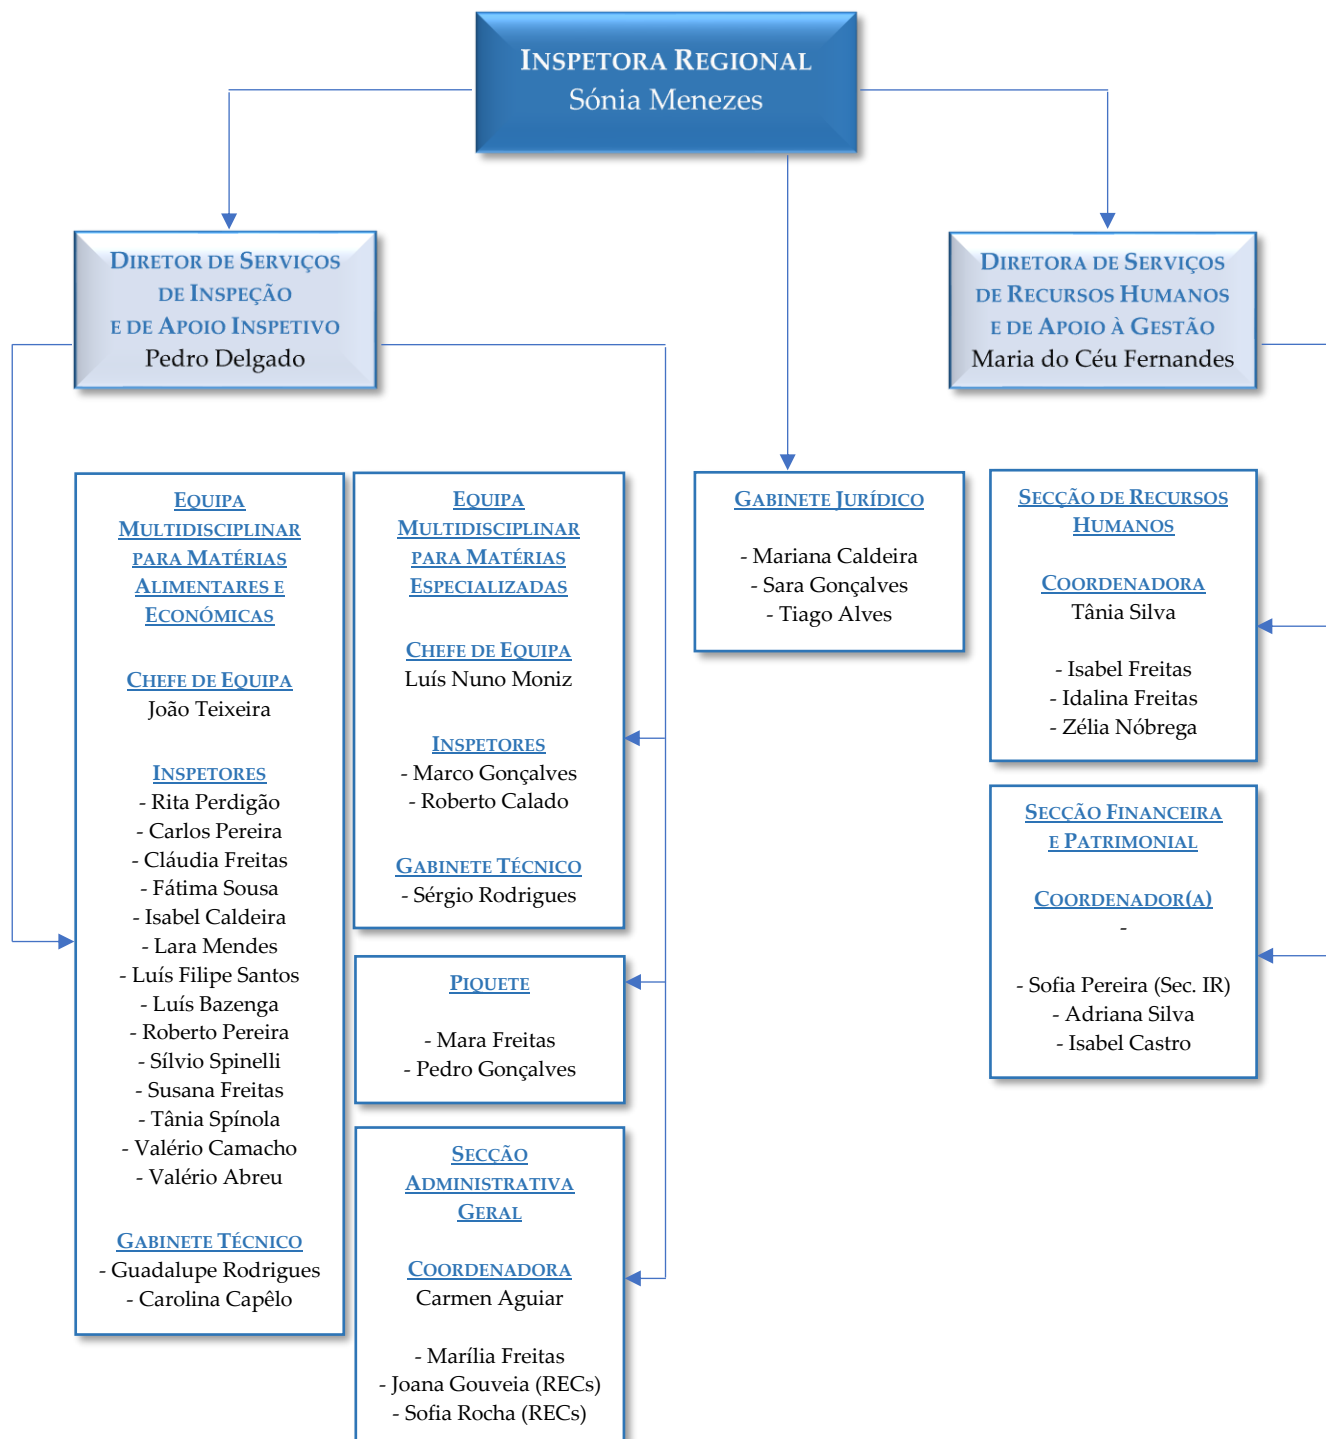 INSPETORA REGIONAL
Sónia Menezes
DIRETOR DE SERVIÇOS
DE INSPEÇÃO
E DE APOIO INSPETIVO
Pedro Delgado
DIRETORA DE SERVIÇOS
DE RECURSOS HUMANOS
E DE APOIO À GESTÃO
Maria do Céu Fernandes
EQUIPA
MULTIDISCIPLINAR
PARA MATÉRIAS
ALIMENTARES E
ECONÓMICAS
CHEFE DE EQUIPA
João Teixeira
INSPETORES
- Rita Perdigão
- Carlos Pereira
- Cláudia Freitas
- Fátima Sousa
- Isabel Caldeira
- Lara Mendes
- Luís Filipe Santos
- Luís Bazenga
- Roberto Pereira
- Sílvio Spinelli
- Susana Freitas
- Tânia Spínola
- Valério Camacho
- Valério Abreu
GABINETE TÉCNICO
- Guadalupe Rodrigues
- Carolina Capêlo
EQUIPA
MULTIDISCIPLINAR
PARA MATÉRIAS
ESPECIALIZADAS
CHEFE DE EQUIPA
Luís Nuno Moniz
INSPETORES
- Marco Gonçalves
- Roberto Calado
GABINETE TÉCNICO
- Sérgio Rodrigues
PIQUETE
- Mara Freitas
- Pedro Gonçalves
SECÇÃO
ADMINISTRATIVA
GERAL
COORDENADORA
Carmen Aguiar
- Marília Freitas
- Joana Gouveia (RECs)
- Sofia Rocha (RECs)
GABINETE JURÍDICO
- Mariana Caldeira
- Sara Gonçalves
- Tiago Alves
SECÇÃO DE RECURSOS
HUMANOS
COORDENADORA
Tânia Silva
- Isabel Freitas
- Idalina Freitas
- Zélia Nóbrega
SECÇÃO FINANCEIRA
E PATRIMONIAL
COORDENADOR(A)
-
- Sofia Pereira (Sec. IR)
- Adriana Silva
- Isabel Castro